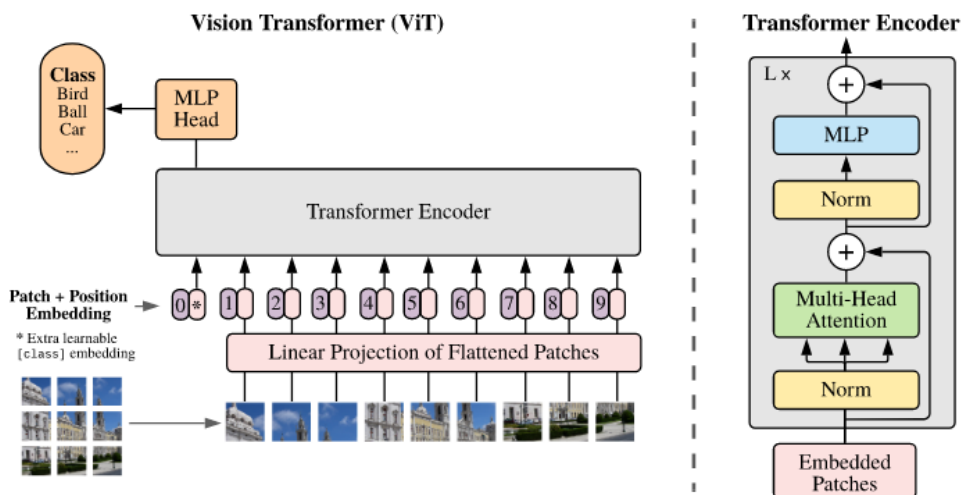 Vision Transformer (ViT)
Class
Bird
Ball
Car
...
MLP
Head
Transformer Encoder
Patch + Position
Embedding
* Extra learnable
[class] embedding
0 * 1 2 3 4 5 6 7 8 9
Linear Projection of Flattened Patches
Transformer Encoder
L ×
+
MLP
Norm
+
Multi-Head
Attention
Norm
Embedded
Patches